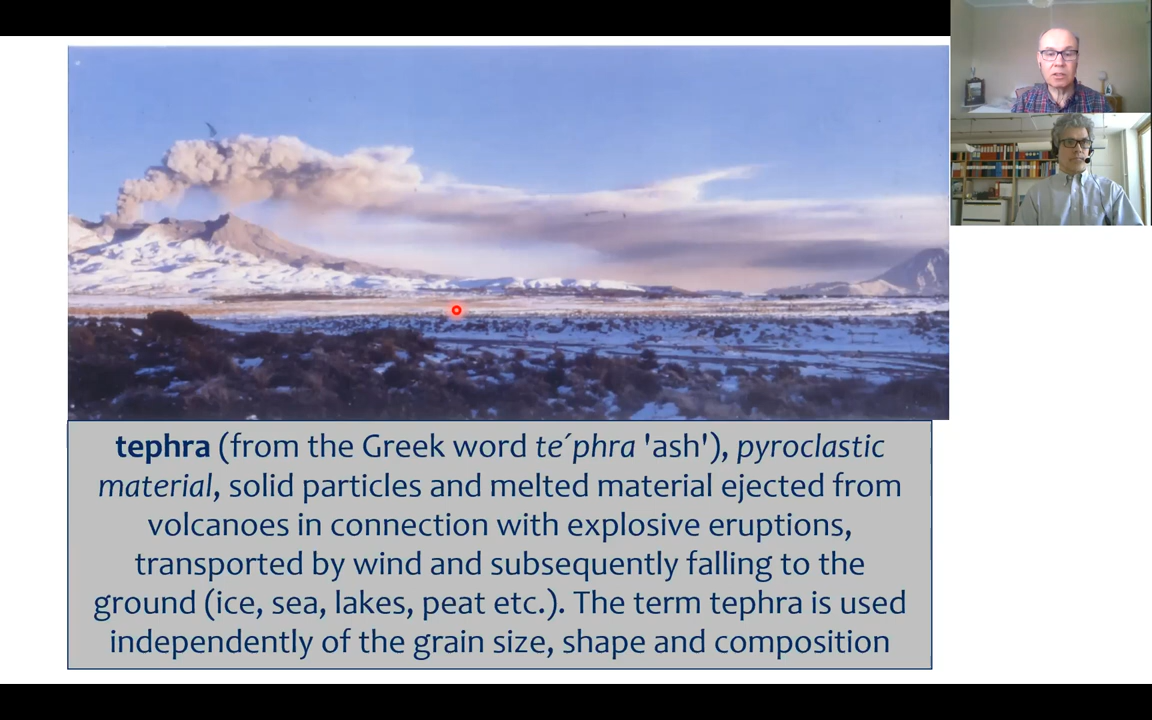 tephra (from the Greek word te´phra 'ash'), pyroclastic
material, solid particles and melted material ejected from
volcanoes in connection with explosive eruptions,
transported by wind and subsequently falling to the
ground (ice, sea, lakes, peat etc.). The term tephra is used
independently of the grain size, shape and composition